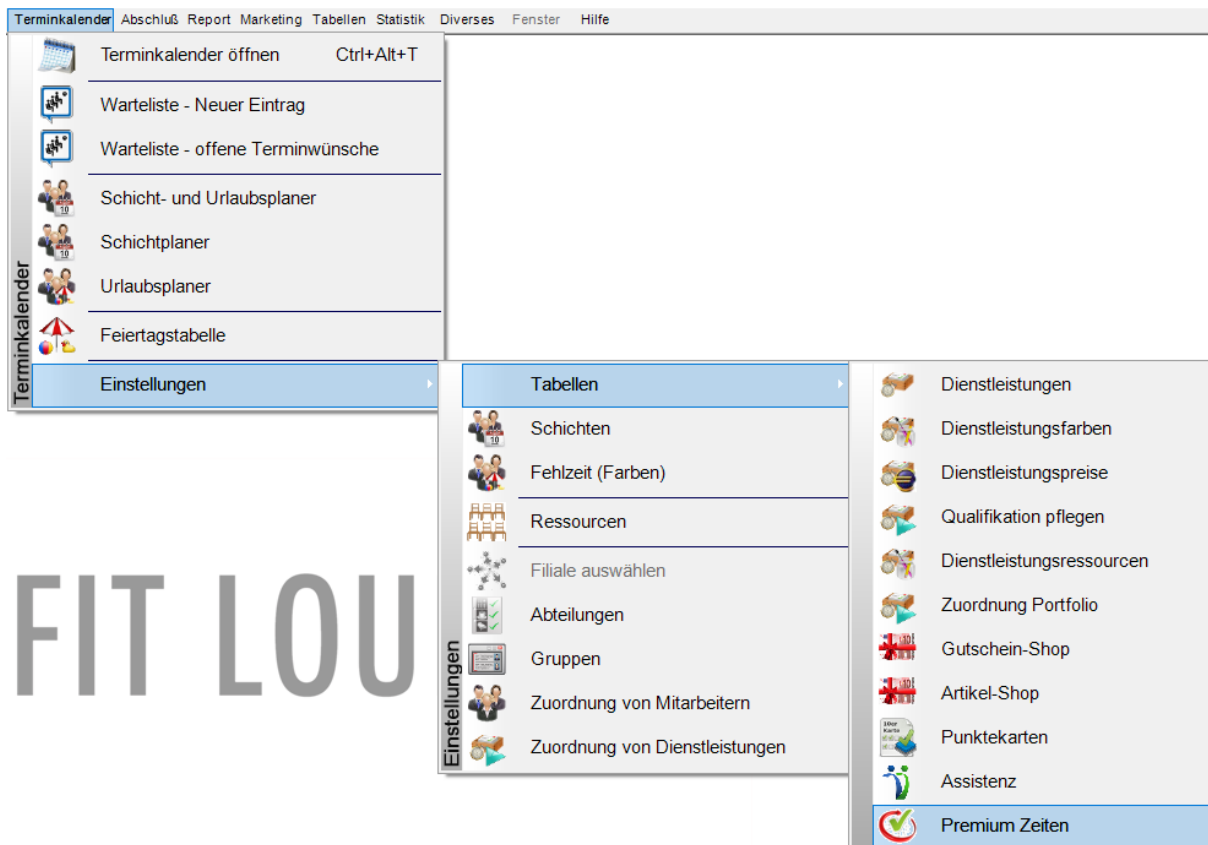 Terminkalender Abschluß Report Marketing Tabellen Statistik Diverses Fenster Hilfe
Terminkalender öffnen Ctrl+Alt+T
Warteliste - Neuer Eintrag
Warteliste - offene Terminwünsche
Schicht- und Urlaubsplaner
Schichtplaner
Urlaubsplaner
Feiertagstabelle
Einstellungen
Terminkalender
Tabellen
Schichten
Fehlzeit (Farben)
Ressourcen
Filiale auswählen
Abteilungen
Gruppen
Zuordnung von Mitarbeitern
Zuordnung von Dienstleistungen
Einstellungen
Dienstleistungen
Dienstleistungsfarben
Dienstleistungspreise
Qualifikation pflegen
Dienstleistungsressourcen
Zuordnung Portfolio
Gutschein-Shop
Artikel-Shop
Punktekarten
Assistenz
Premium Zeiten
FIT LOU